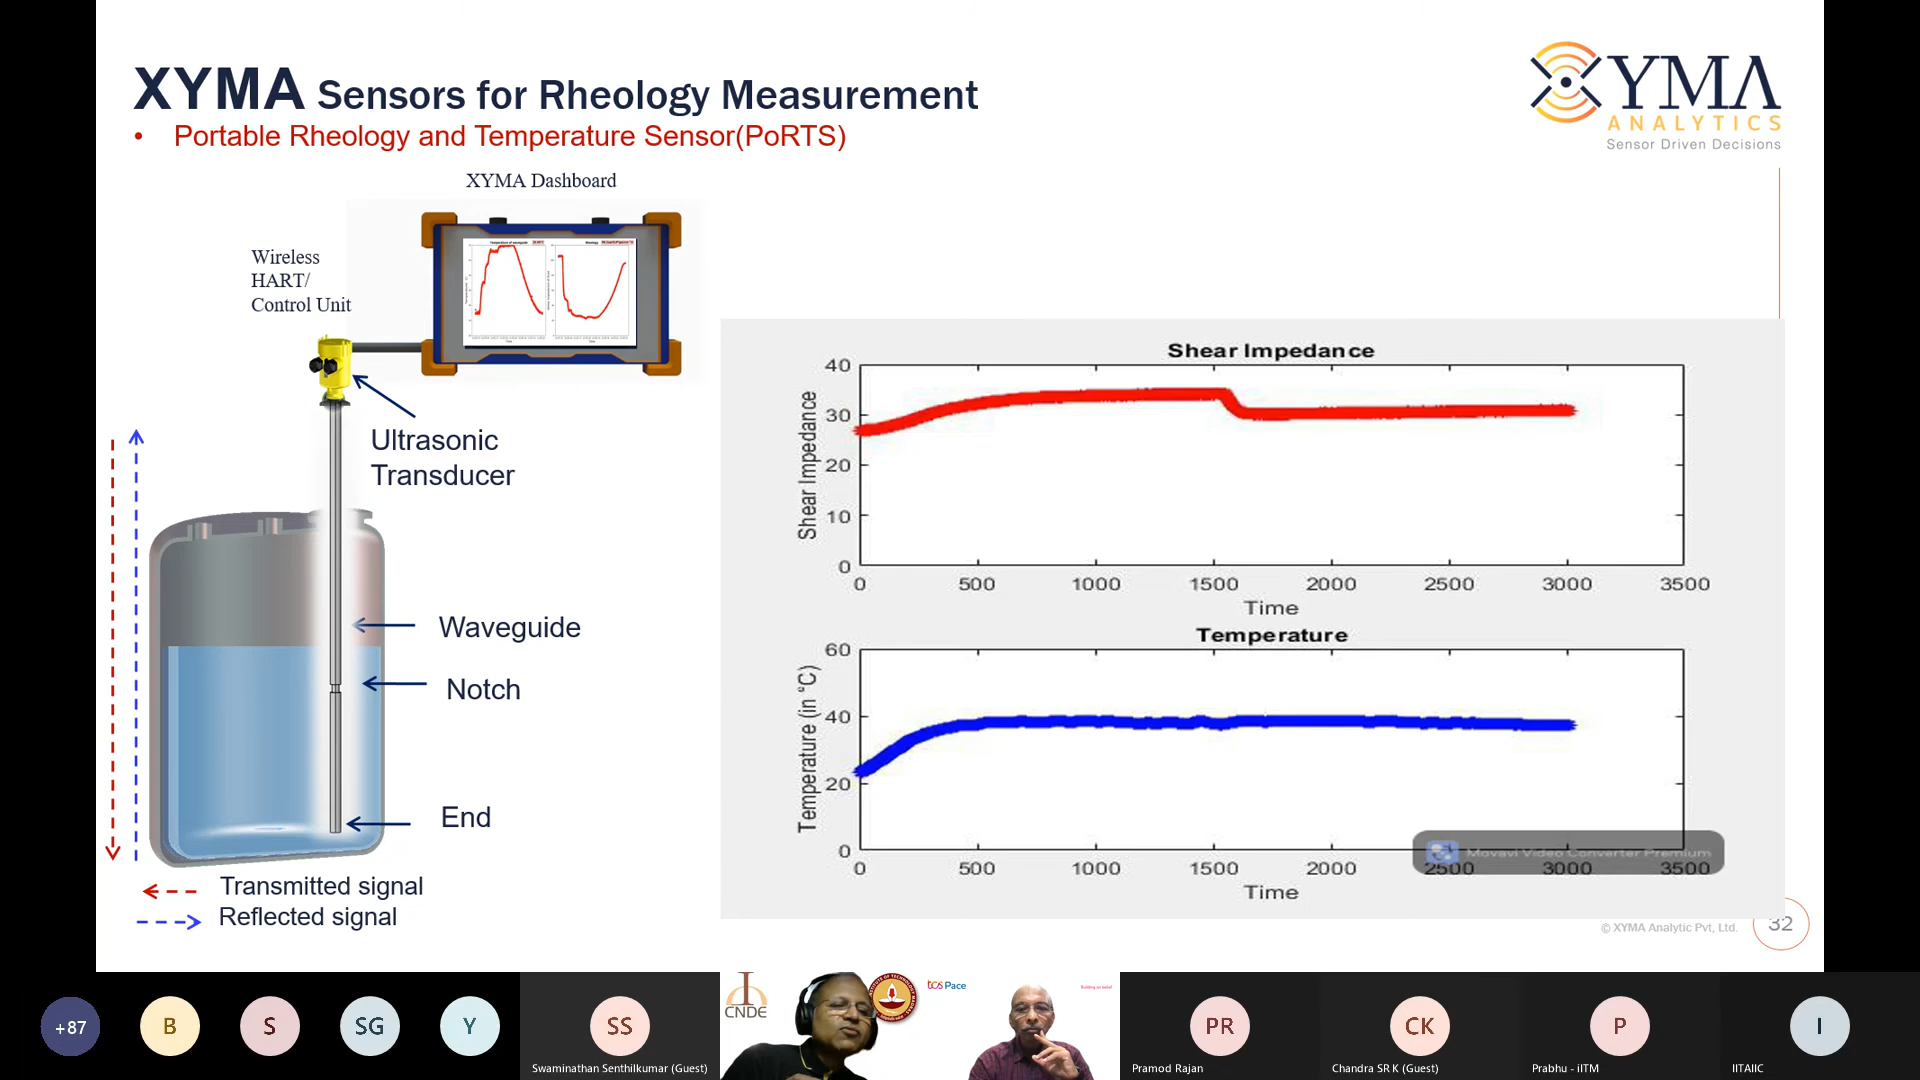 XYMA Sensors for Rheology Measurement
• Portable Rheology and Temperature Sensor(PoRTS)
XYMA
ANALYTICS
Sensor Driven Decisions
XYMA Dashboard
Wireless
HART/
Control Unit
Ultrasonic
Transducer
Waveguide
Notch
End
Transmitted signal
Reflected signal
Shear Impedance
Shear Impedance
40
30
20
10
0
0 500 1000 1500 2000 2500 3000 3500
Time
Temperature
Temperature (in °C)
60
40
20
0
0 500 1000 1500 2000 2500 3000 3500
Time
Movavi Video Converter Premium
© XYMA Analytic Pvt, Ltd.
32
+87
B
S
SG
Y
SS
Swaminathan Senthilkumar (Guest)
CNDE
tcs Pace
Building on belief
PR
Pramod Rajan
CK
Chandra SR K (Guest)
P
Prabhu - iITM
I
IITAIIC